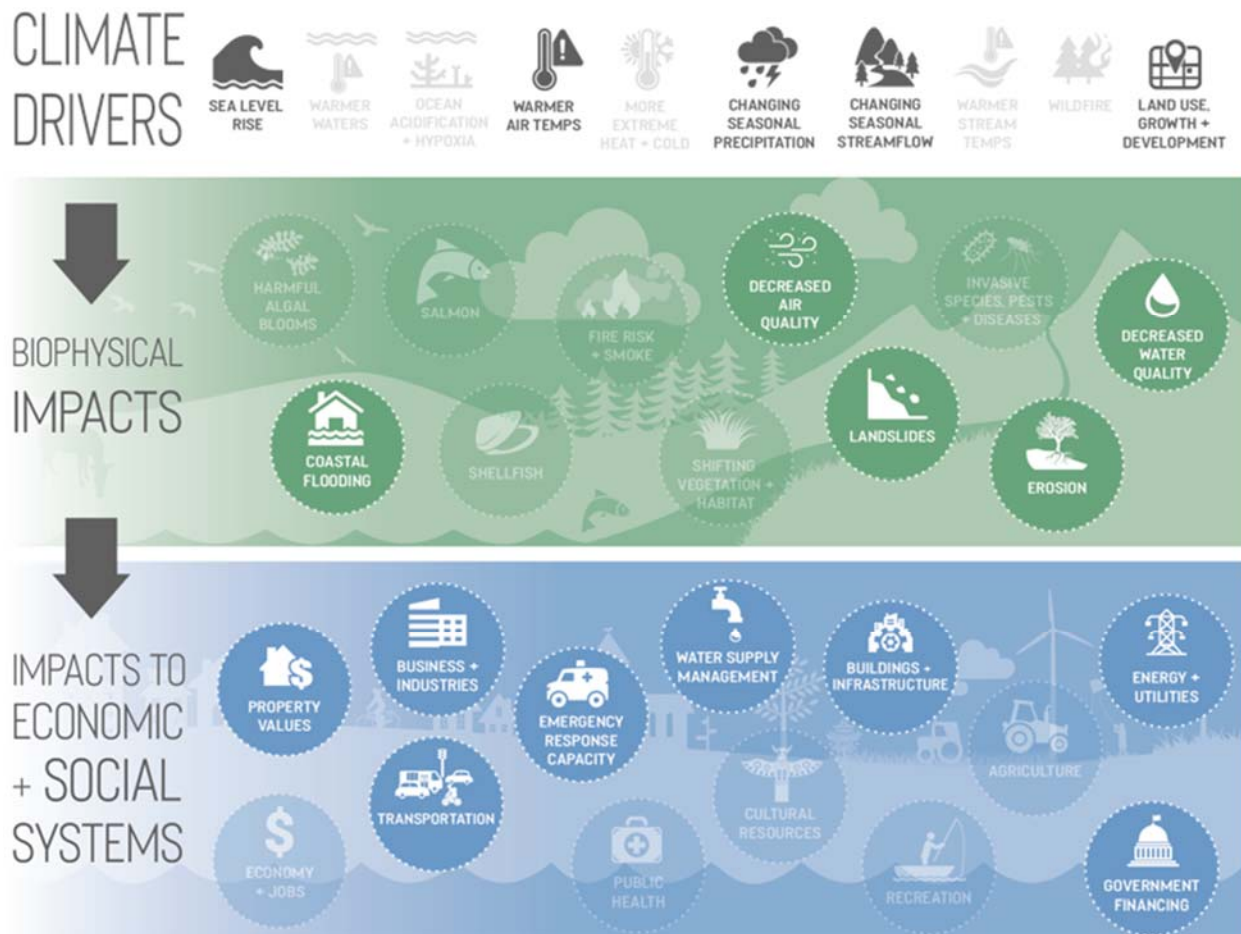 CLIMATE
DRIVERS
SEA LEVEL
RISE
WARMER
WATERS
OCEAN
ACIDIFICATION
+ HYPOXIA
WARMER
AIR TEMPS
MORE
EXTREME
HEAT + COLD
CHANGING
SEASONAL
PRECIPITATION
CHANGING
SEASONAL
STREAMFLOW
WARMER
STREAM
TEMPS
WILDFIRE
LAND USE,
GROWTH +
DEVELOPMENT
BIOPHYSICAL
IMPACTS
HARMFUL
ALGAL
BLOOMS
SALMON
FIRE RISK
+ SMOKE
DECREASED
AIR
QUALITY
INVASIVE
SPECIES, PESTS
+ DISEASES
DECREASED
WATER
QUALITY
COASTAL
FLOODING
SHELLFISH
SHIFTING
VEGETATION +
HABITAT
LANDSLIDES
EROSION
IMPACTS TO
ECONOMIC
+ SOCIAL
SYSTEMS
PROPERTY
VALUES
BUSINESS +
INDUSTRIES
EMERGENCY
RESPONSE
CAPACITY
WATER SUPPLY
MANAGEMENT
BUILDINGS +
INFRASTRUCTURE
ENERGY +
UTILITIES
TRANSPORTATION
AGRICULTURE
ECONOMY
+ JOBS
PUBLIC
HEALTH
CULTURAL
RESOURCES
RECREATION
GOVERNMENT
FINANCING